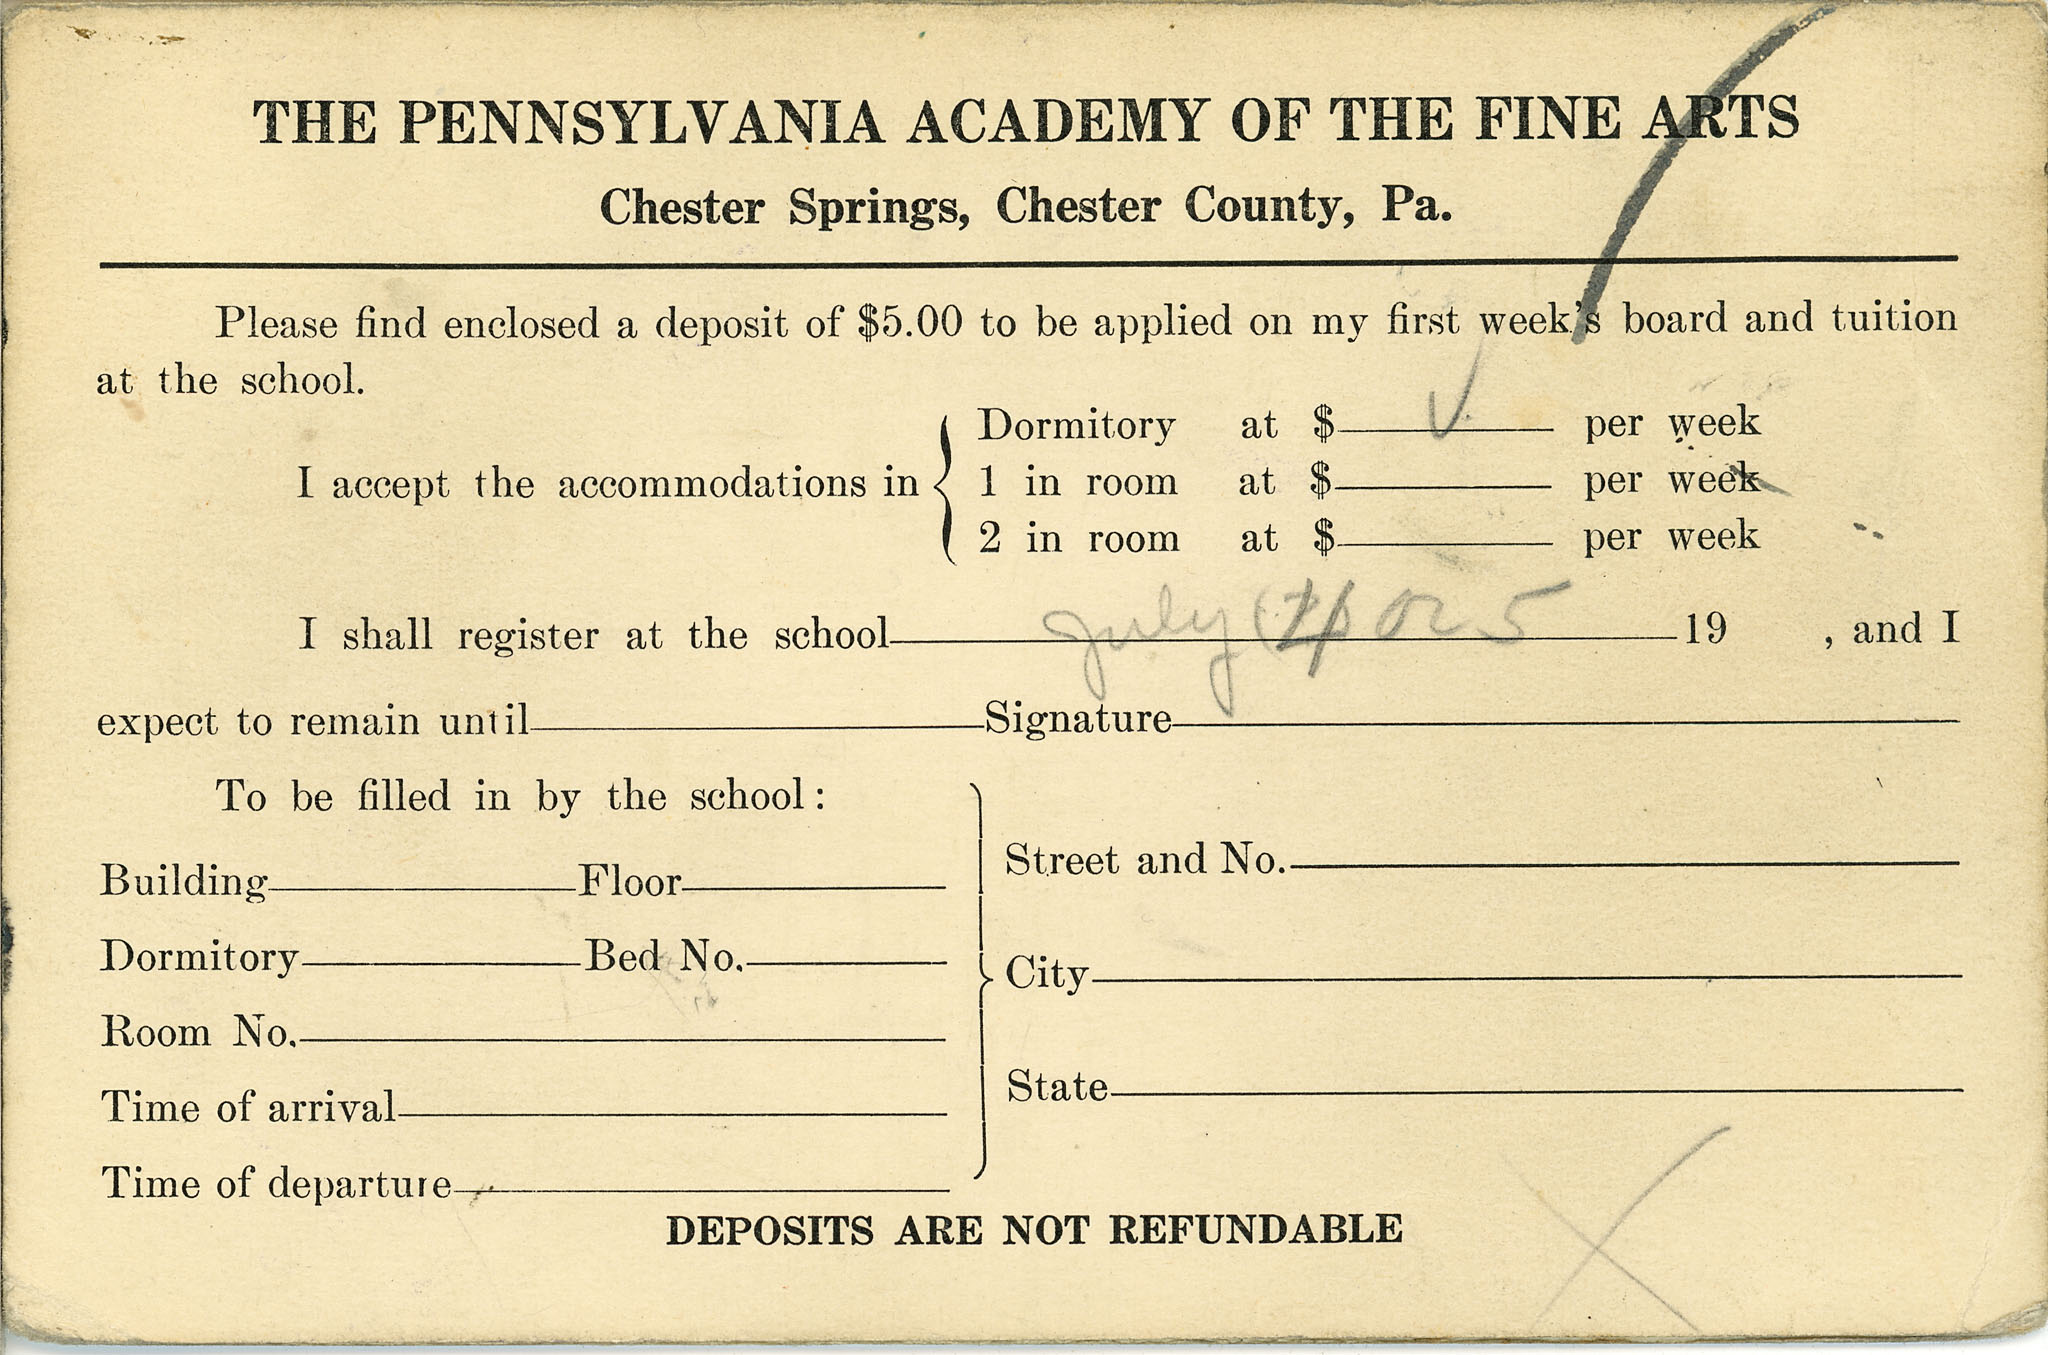 THE PENNSYLVANIA ACADEMY OF THE FINE ARTS
Chester Springs, Chester County, Pa.
Please find enclosed a deposit of $5.00 to be applied on my first week's board and tuition
at the school.
I accept the accommodations in
Dormitory at $ per week
1 in room at $ per week
2 in room at $ per week
I shall register at the school July 4 or 5 19 , and I
expect to remain until Signature
To be filled in by the school:
Building Floor
Dormitory Bed No.
Room No.
Time of arrival
Time of departure
Street and No.
City
State
DEPOSITS ARE NOT REFUNDABLE